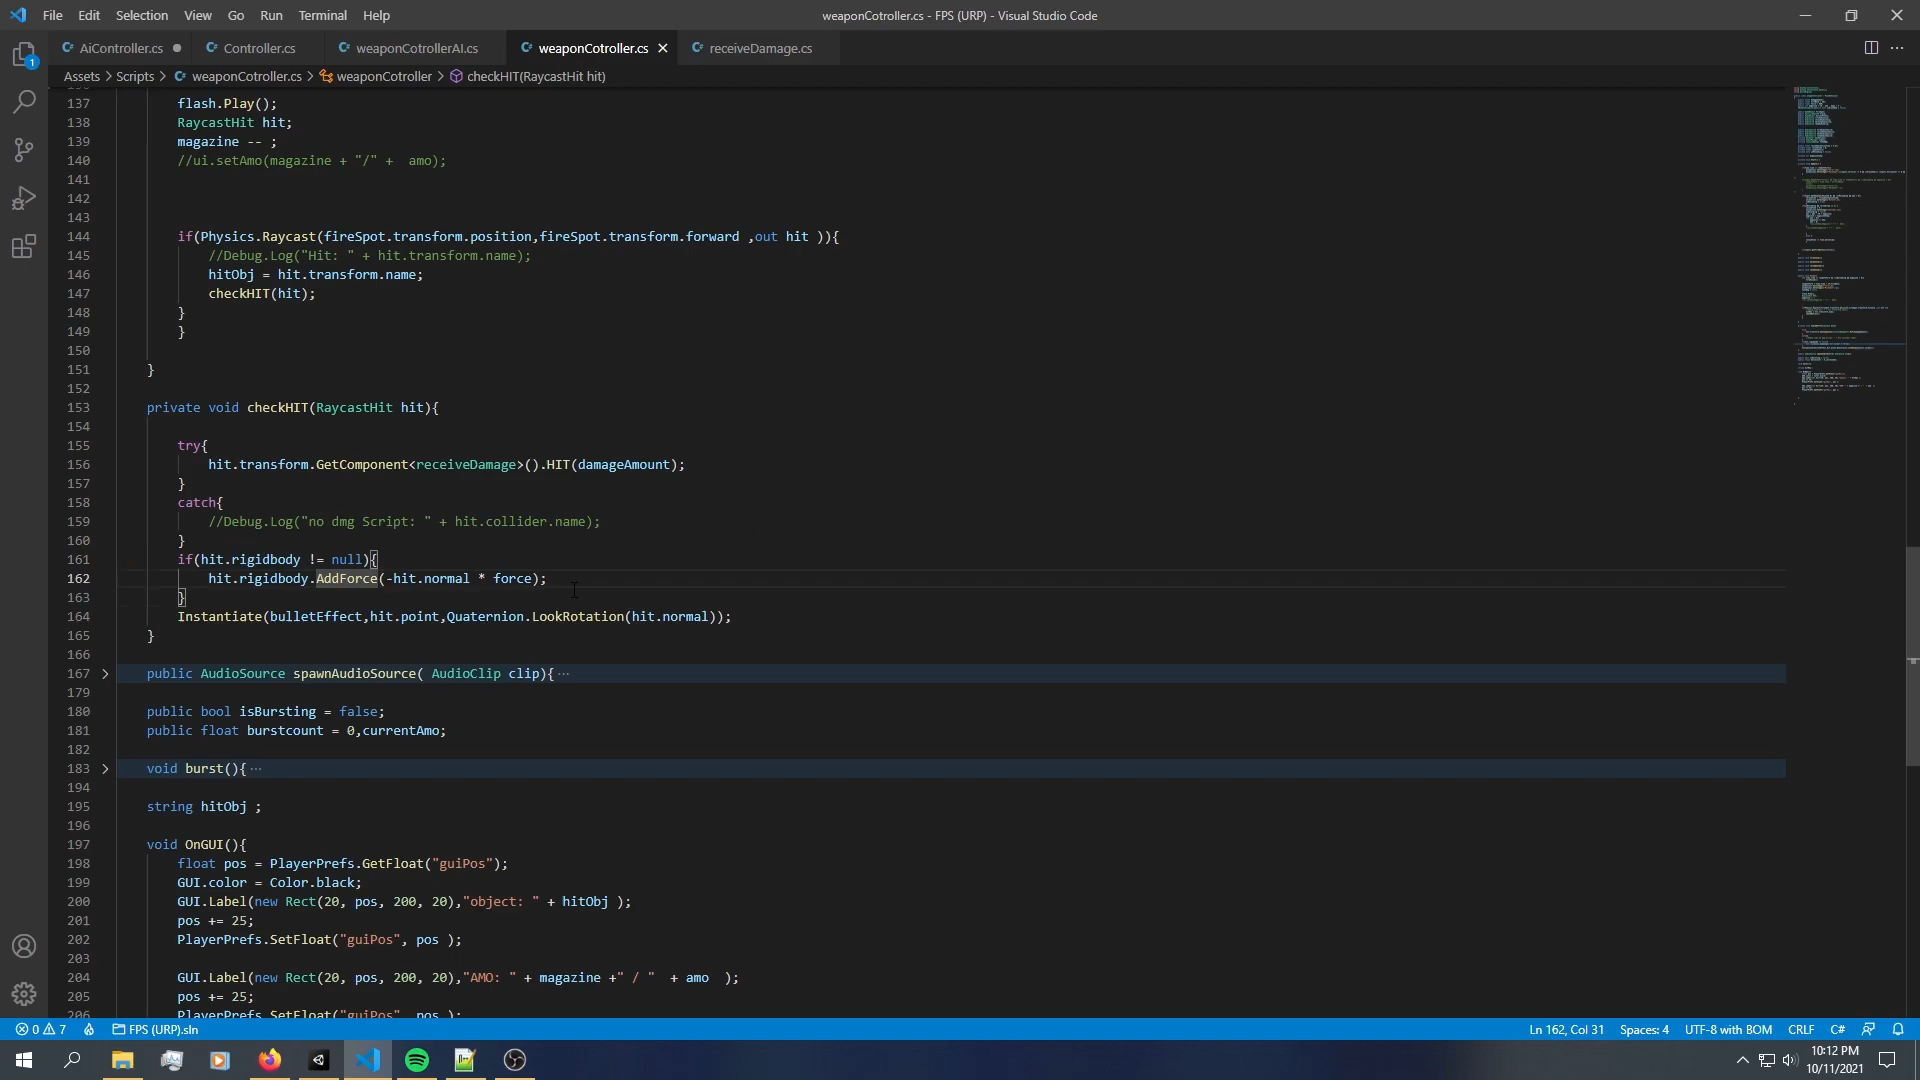 File Edit Selection View Go Run Terminal Help
weaponCotroller.cs - FPS (URP) - Visual Studio Code
AiController.cs
Controller.cs
weaponCotrollerAI.cs
weaponCotroller.cs
receiveDamage.cs
1
Assets > Scripts > weaponCotroller.cs > weaponCotroller > checkHIT(RaycastHit hit)
137 flash.Play();
138 RaycastHit hit;
139 magazine -- ;
140 //ui.setAmo(magazine + "/" +  amo);
141
142
143
144 if(Physics.Raycast(fireSpot.transform.position,fireSpot.transform.forward ,out hit )){
145 //Debug.Log("Hit: " + hit.transform.name);
146 hitObj = hit.transform.name;
147 checkHIT(hit);
148 }
149 }
150
151 }
152
153 private void checkHIT(RaycastHit hit){
154
155 try{
156 hit.transform.GetComponent<receiveDamage>().HIT(damageAmount);
157 }
158 catch{
159 //Debug.Log("no dmg Script: " + hit.collider.name);
160 }
161 if(hit.rigidbody != null){
162 hit.rigidbody.AddForce(-hit.normal * force);
163 }
164 Instantiate(bulletEffect,hit.point,Quaternion.LookRotation(hit.normal));
165 }
166
167 > public AudioSource spawnAudioSource( AudioClip clip){ ···
179
180 public bool isBursting = false;
181 public float burstcount = 0,currentAmo;
182
183 > void burst(){ ···
194
195 string hitObj ;
196
197 void OnGUI(){
198 float pos = PlayerPrefs.GetFloat("guiPos");
199 GUI.color = Color.black;
200 GUI.Label(new Rect(20, pos, 200, 20),"object: " + hitObj );
201 pos += 25;
202 PlayerPrefs.SetFloat("guiPos", pos );
203
204 GUI.Label(new Rect(20, pos, 200, 20),"AMO: " + magazine +" / "  + amo  );
205 pos += 25;
206 PlayerPrefs.SetFloat("guiPos", pos );
0 7 FPS (URP).sln
Ln 162, Col 31 Spaces: 4 UTF-8 with BOM CRLF C#
10:12 PM
10/11/2021